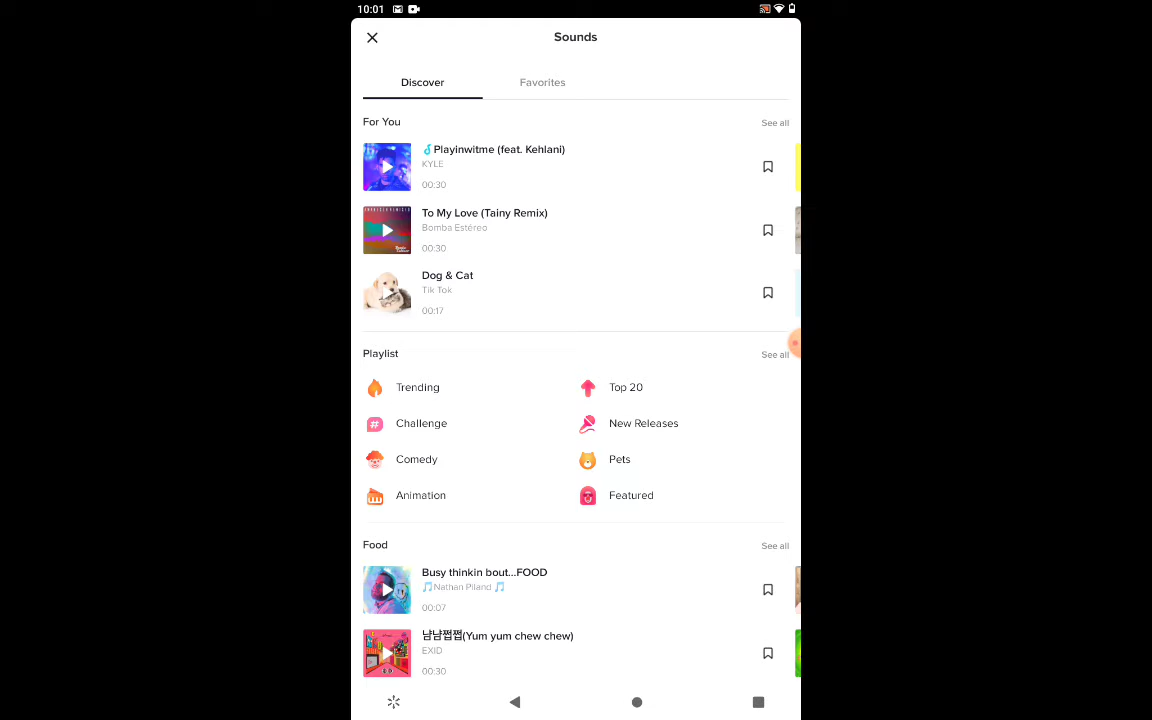 10:01
Sounds
Discover
Favorites
For You
See all
Playinwitme (feat. Kehlani)
KYLE
00:30
To My Love (Tainy Remix)
Bomba Estéreo
00:30
Dog & Cat
Tik Tok
00:17
Playlist
See all
Trending
Top 20
# Challenge
New Releases
Comedy
Pets
Animation
Featured
Food
See all
Busy thinkin bout...FOOD
🎵Nathan Piland 🎵
00:07
냠냠쩝쩝(Yum yum chew chew)
EXID
00:30